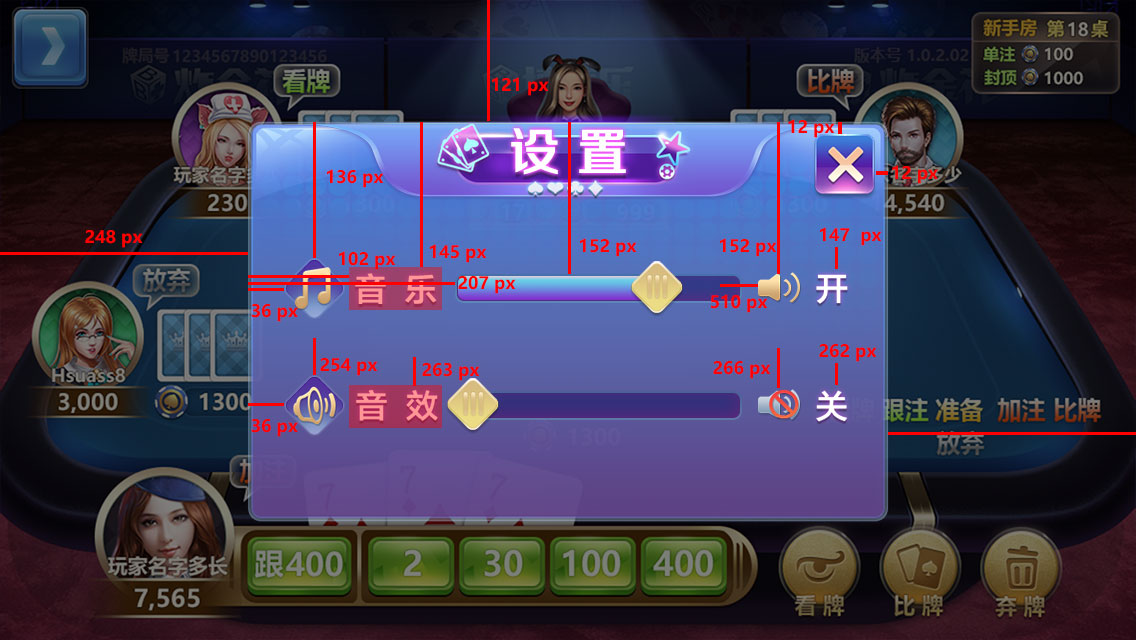 新手房 第18桌
牌局号 1234567890123456
版本号 1.0.2.02
单注 100
封顶 1000
看牌
比牌
121 px
设置
12 px
12 px
136 px
玩家名字
230
4,540
248 px
145 px
152 px
152 px
147 px
102 px
207 px
音 乐
开
36 px
510 px
放弃
254 px
263 px
266 px
262 px
Hsuass8
3,000
1300
音 效
关
36 px
跟注 准备 加注 比牌
放弃
1300
7
7
7
玩家名字多长
7,565
跟400
2
30
100
400
看牌
比牌
弃牌